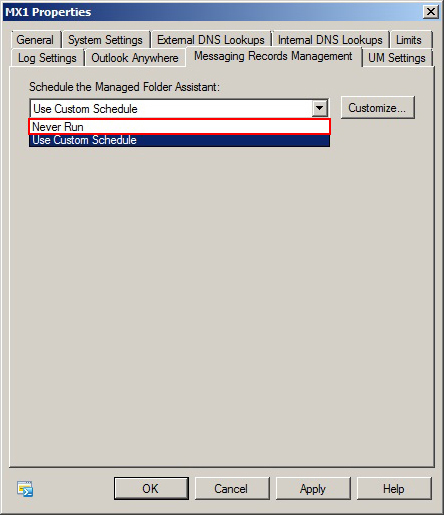 MX1 Properties
General System Settings External DNS Lookups Internal DNS Lookups Limits
Log Settings Outlook Anywhere Messaging Records Management UM Settings
Schedule the Managed Folder Assistant:
Use Custom Schedule Customize...
Never Run
Use Custom Schedule
OK Cancel Apply Help